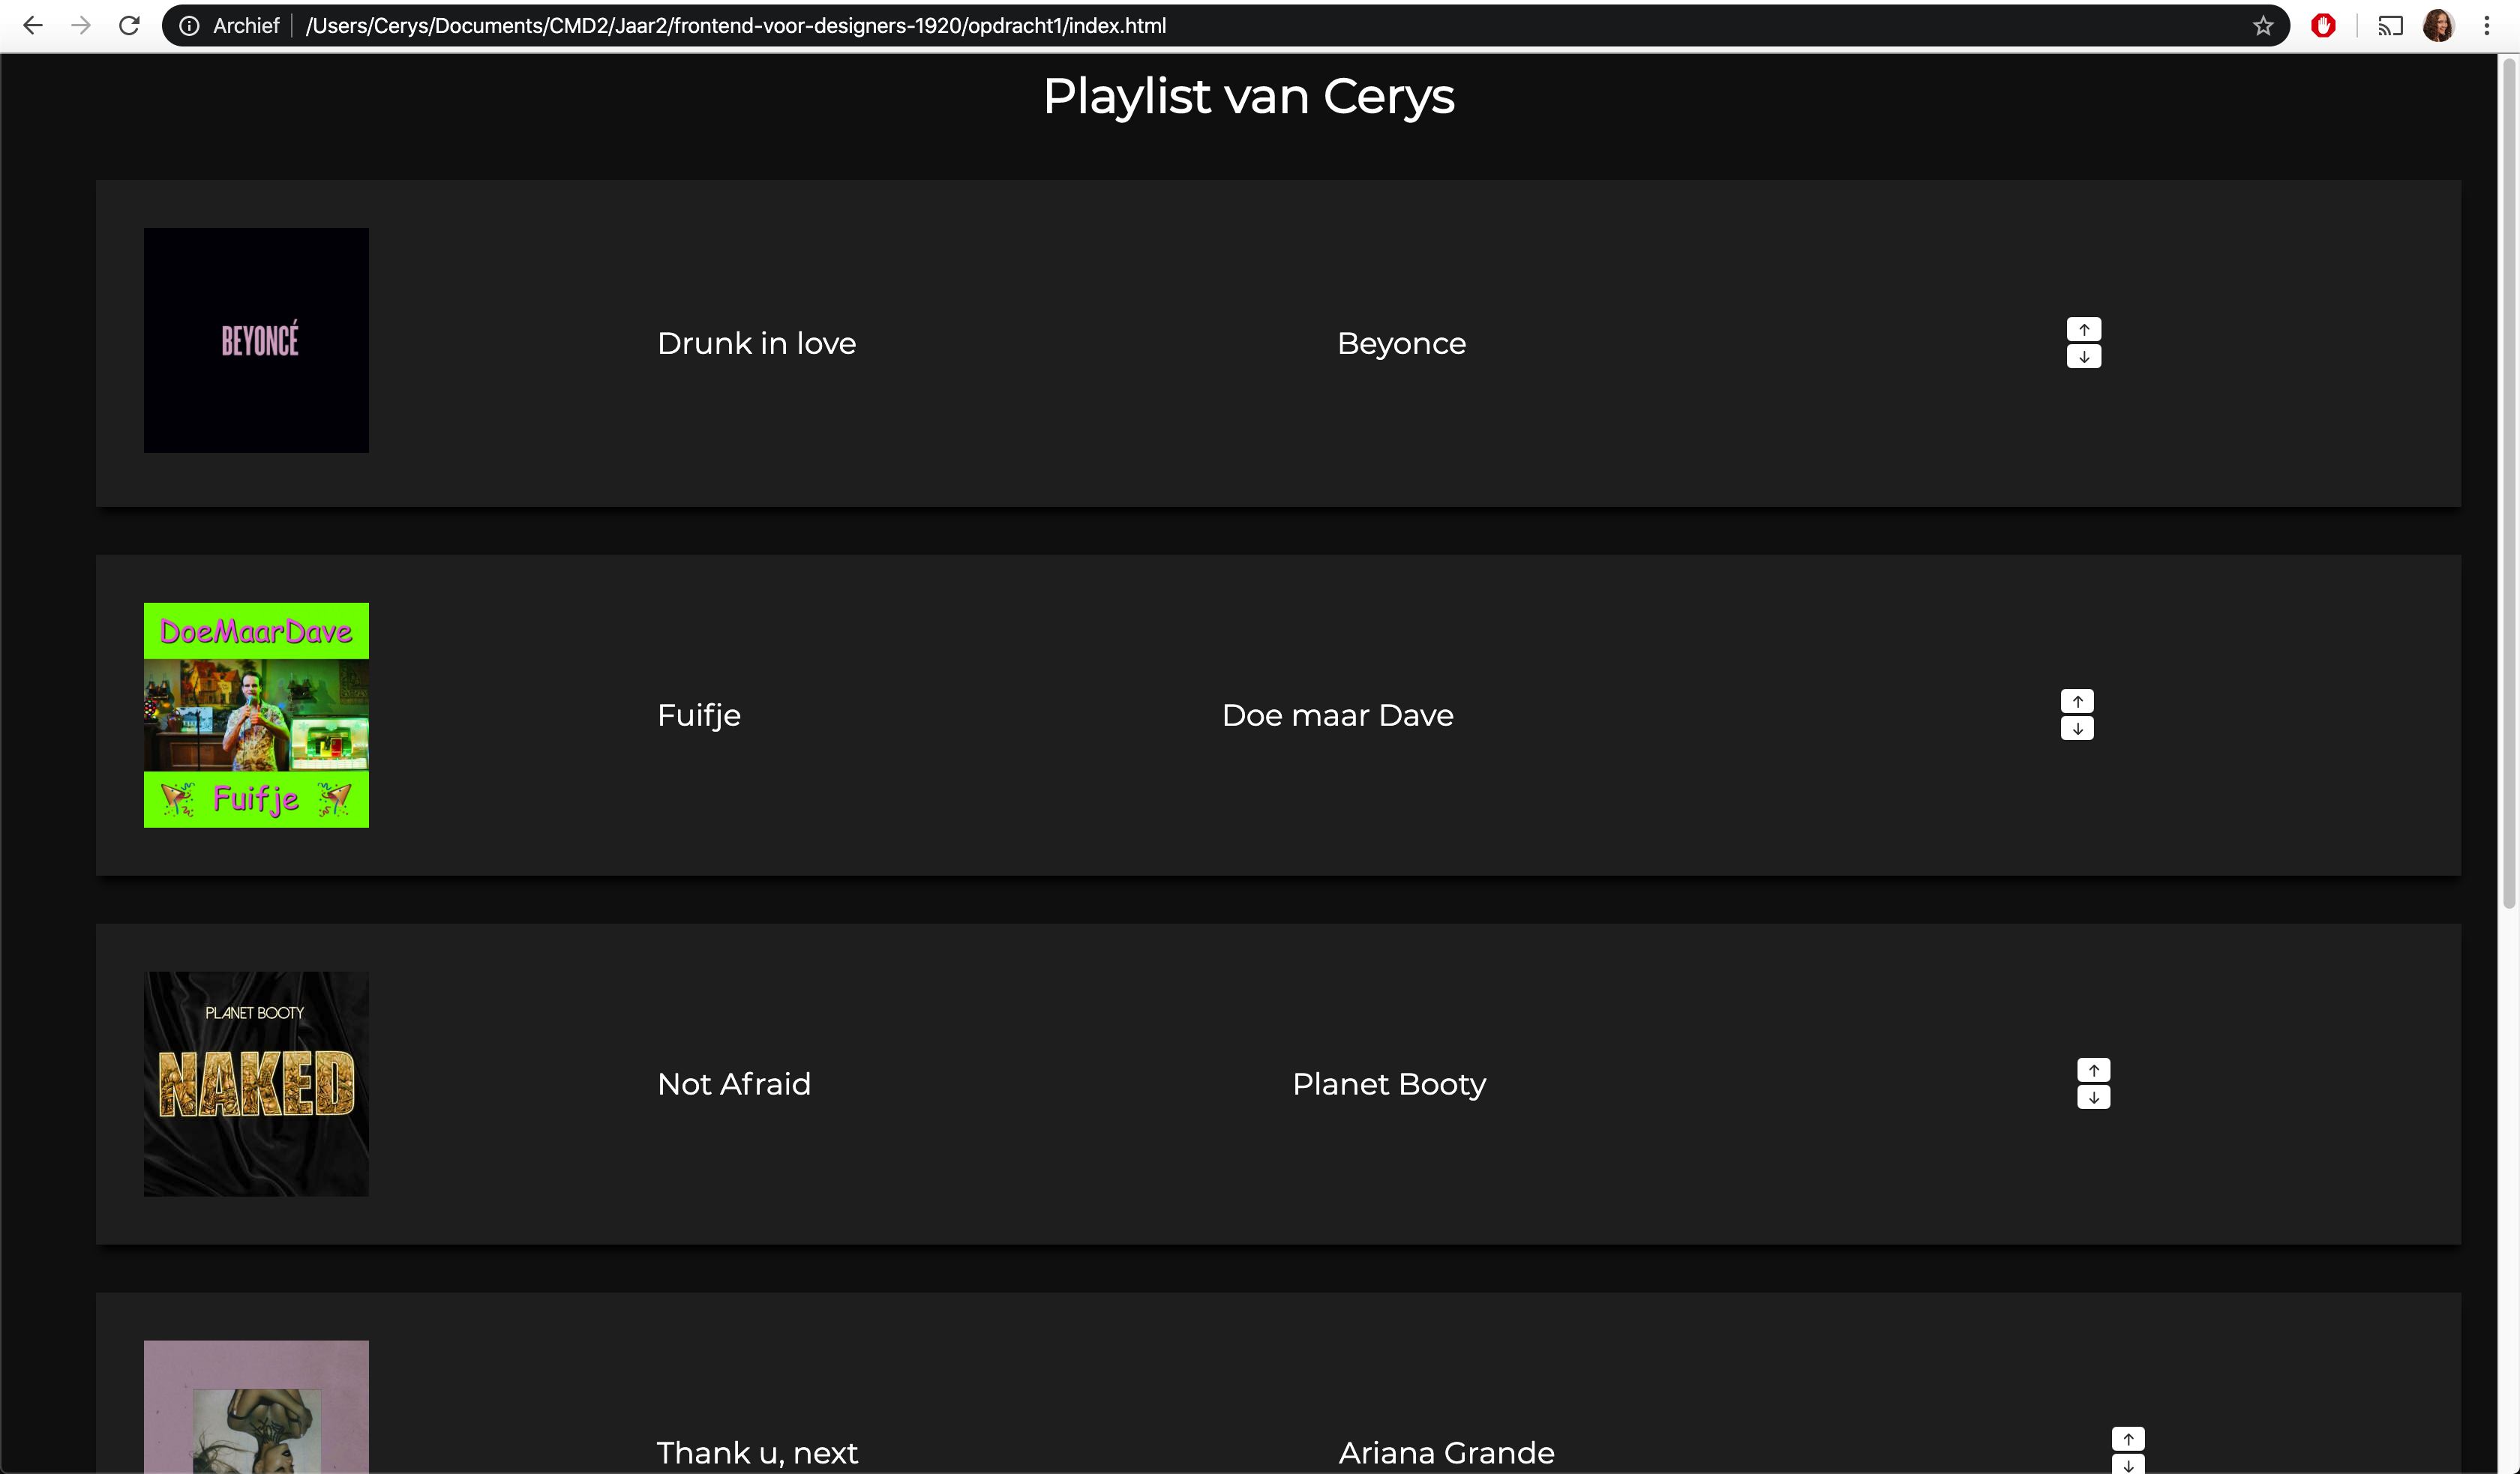 Archief
/Users/Cerys/Documents/CMD2/Jaar2/frontend-voor-designers-1920/opdracht1/index.html
Playlist van Cerys
BEYONCÉ
Drunk in love
Beyonce
↑
↓
DoeMaarDave
Fuifje
Fuifje
Doe maar Dave
↑
↓
PLANET BOOTY
NAKED
Not Afraid
Planet Booty
↑
↓
Thank u, next
Ariana Grande
↑
↓